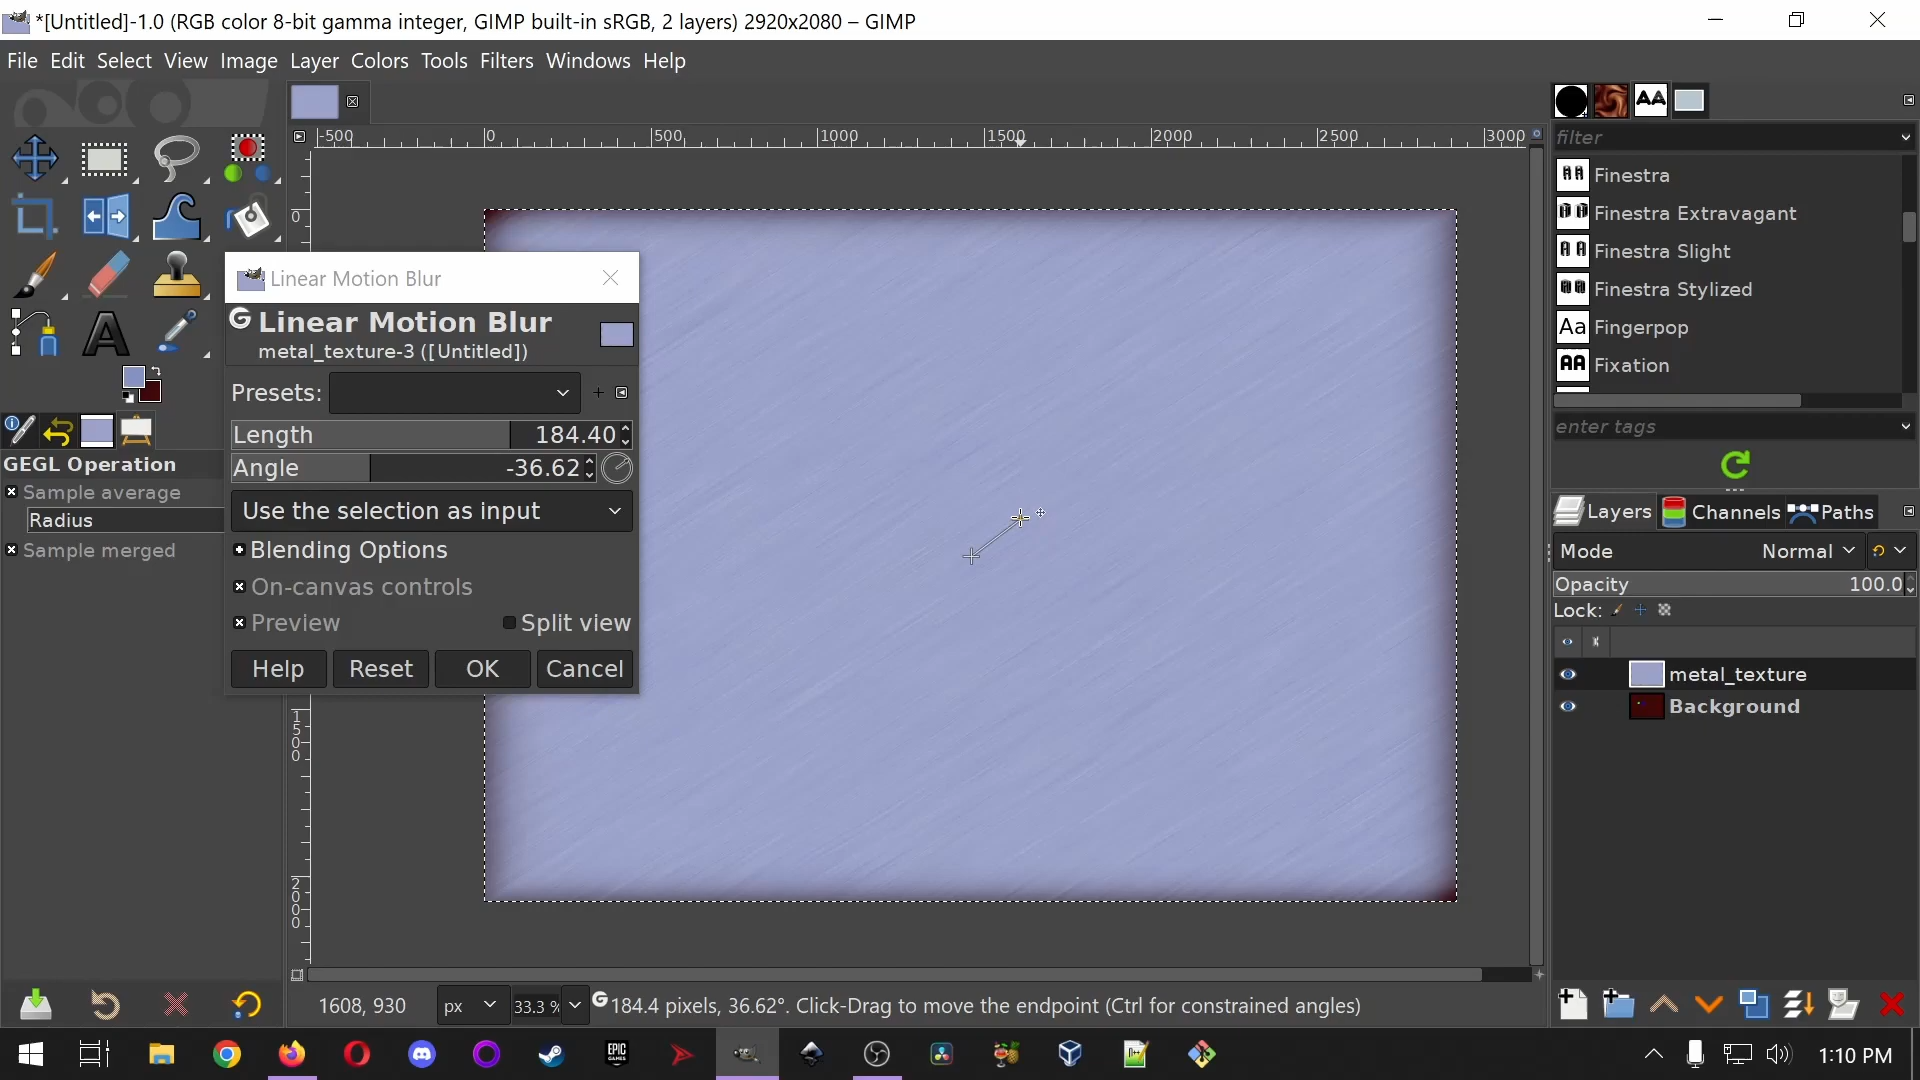 *[Untitled]-1.0 (RGB color 8-bit gamma integer, GIMP built-in sRGB, 2 layers) 2920x2080 – GIMP
File Edit Select View Image Layer Colors Tools Filters Windows Help
-500 0 500 1000 1500 2000 2500 3000
filter
Finestra
Finestra Extravagant
Finestra Slight
Finestra Stylized
Aa Fingerpop
AA Fixation
enter tags
Linear Motion Blur
G Linear Motion Blur
metal_texture-3 ([Untitled])
Presets:
Length 184.40
Angle -36.62
Use the selection as input
Blending Options
On-canvas controls
Preview Split view
Help Reset OK Cancel
GEGL Operation
Sample average
Radius
Sample merged
0
1500
2000
Layers Channels Paths
Mode Normal
Opacity 100.0
Lock:
metal_texture
Background
1608, 930 px 33.3 % G 184.4 pixels, 36.62°. Click-Drag to move the endpoint (Ctrl for constrained angles)
EPIC GAMES
1:10 PM